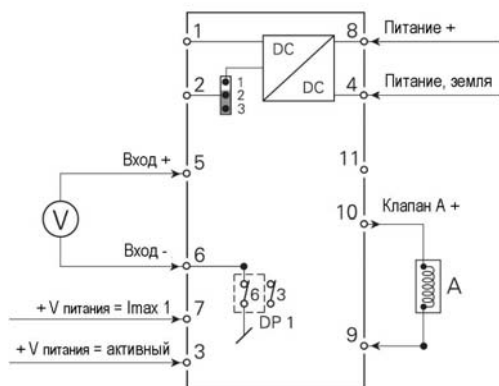 1
DC
8
Питание +
2
1
2
3
DC
4
Питание, земля
Вход +
5
11
10
Клапан A +
V
Вход -
6
6
3
DP 1
A
+ V питания = Imax 1
7
9
+ V питания = активный
3